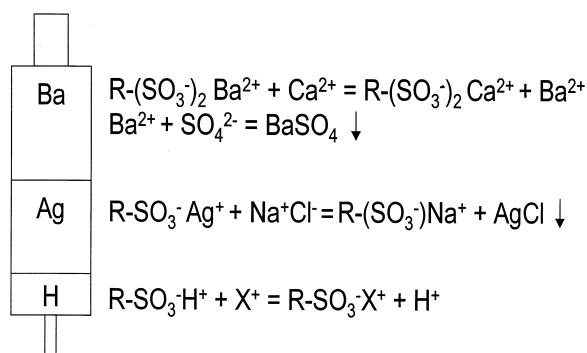 Ba R-(SO₃⁻)₂ Ba²⁺ + Ca²⁺ = R-(SO₃⁻)₂ Ca²⁺ + Ba²⁺
Ba²⁺ + SO₄²⁻ = BaSO₄ ↓
Ag R-SO₃⁻ Ag⁺ + Na⁺Cl⁻ = R-(SO₃⁻)Na⁺ + AgCl ↓
H R-SO₃⁻H⁺ + X⁺ = R-SO₃⁻X⁺ + H⁺